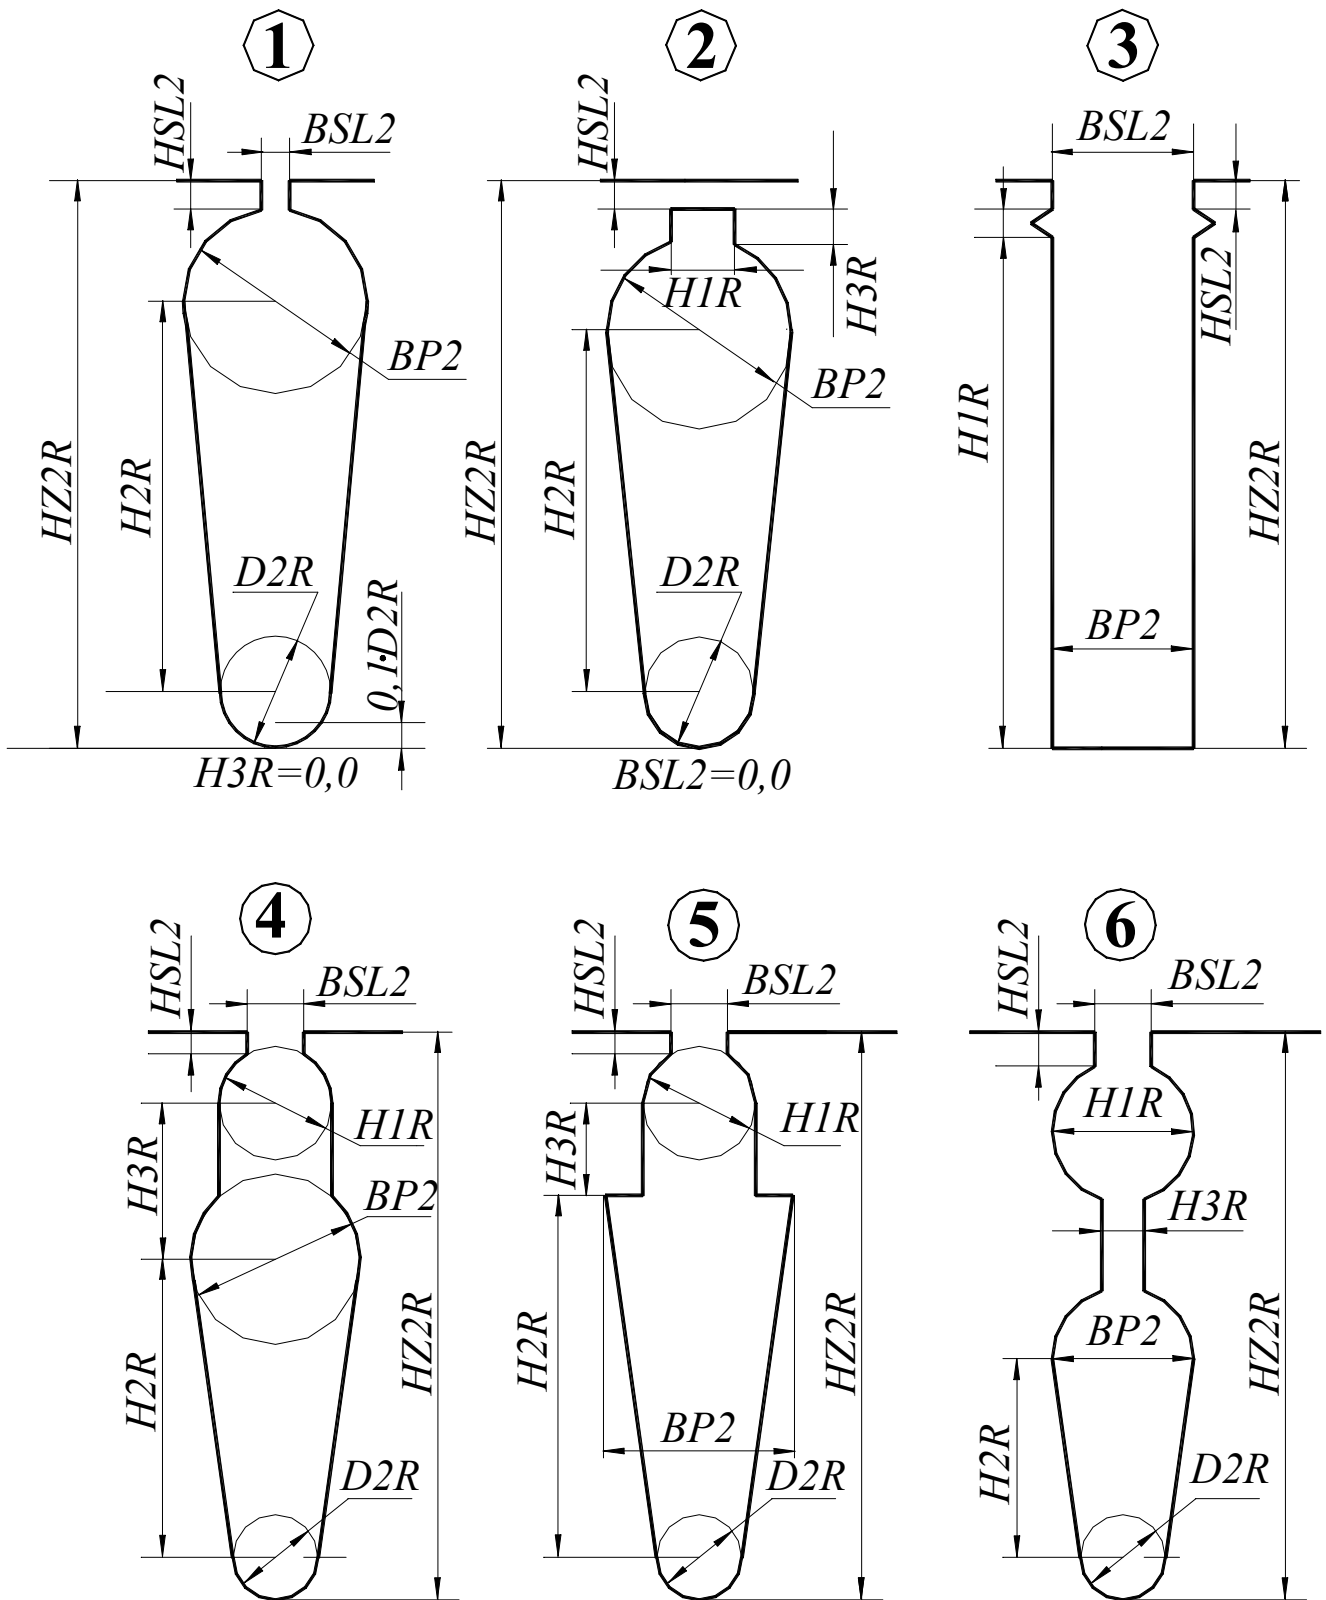 1
HSL2
BSL2
BP2
HZ2R
H2R
D2R
0,1·D2R
H3R=0,0
2
HSL2
H1R
H3R
BP2
HZ2R
H2R
D2R
BSL2=0,0
3
BSL2
HSL2
H1R
HZ2R
BP2
4
HSL2
BSL2
H1R
H3R
BP2
HZ2R
H2R
D2R
5
HSL2
BSL2
H1R
H3R
HZ2R
H2R
BP2
D2R
6
HSL2
BSL2
H1R
H3R
BP2
HZ2R
H2R
D2R